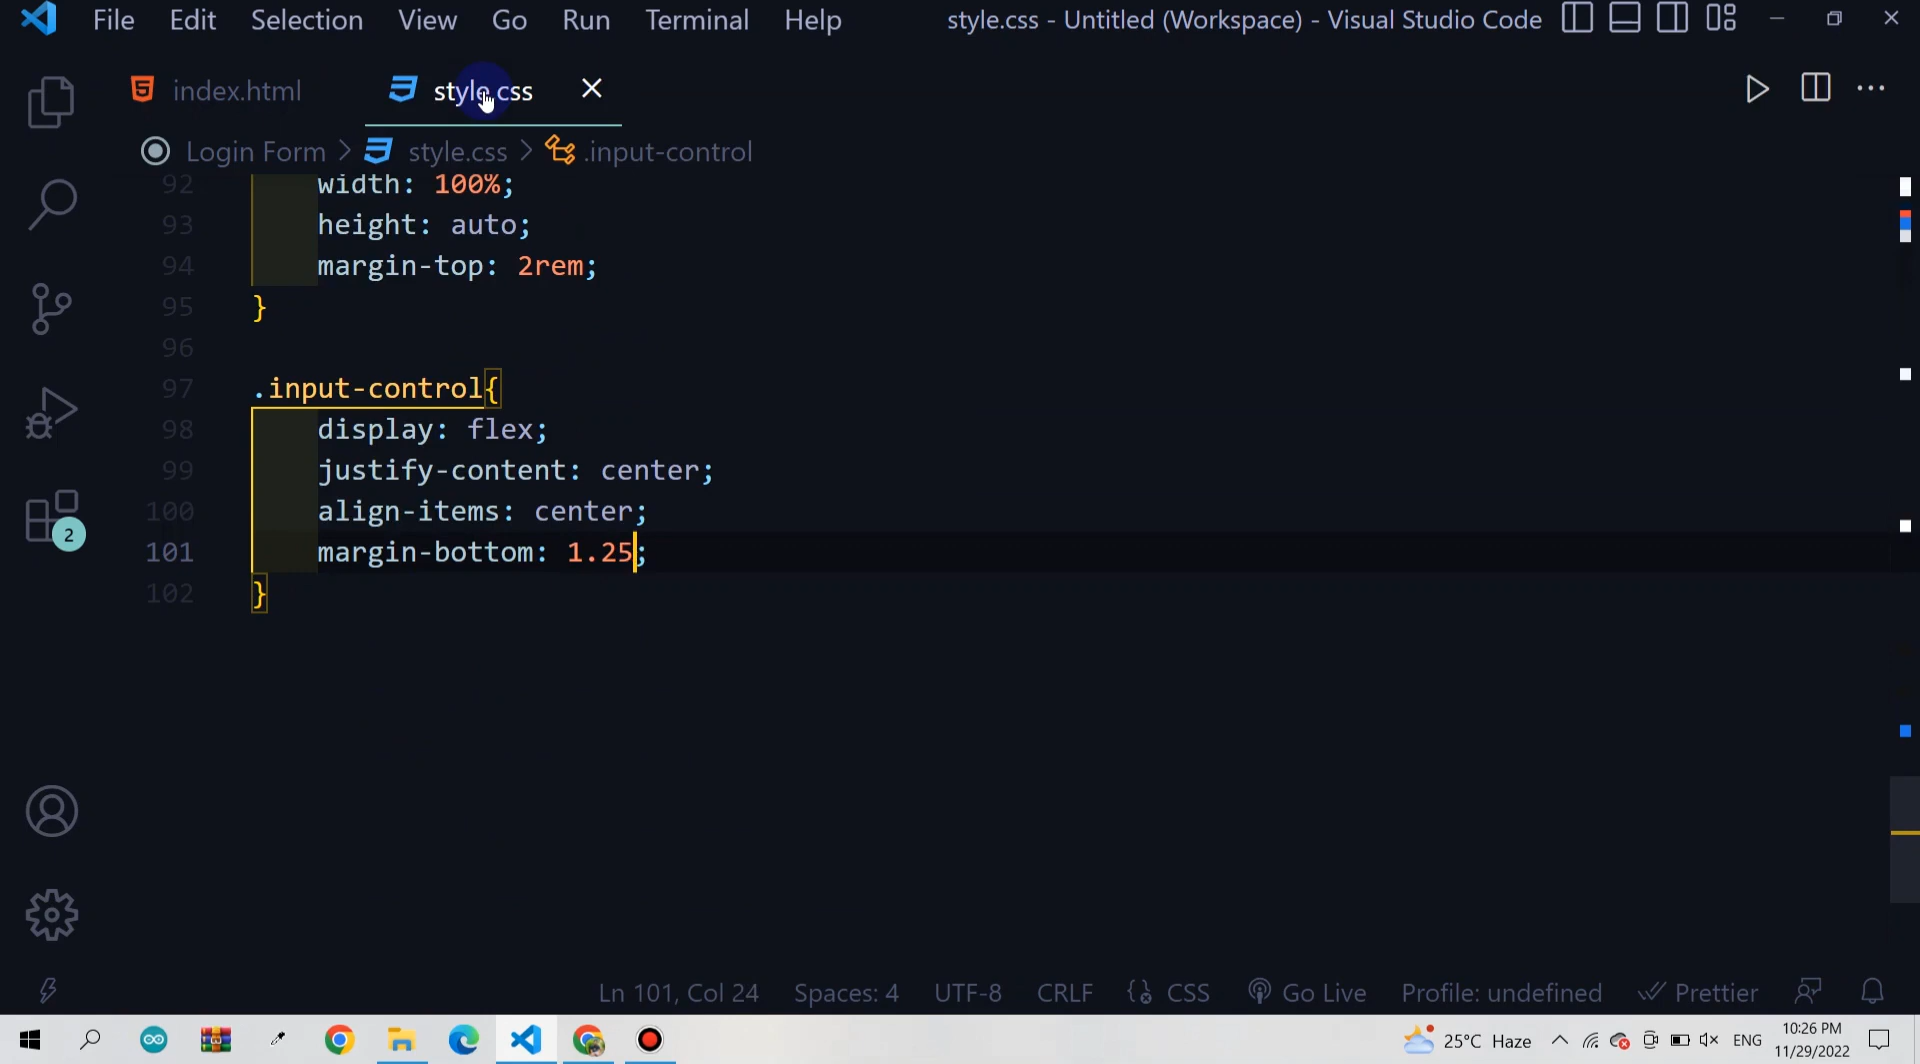 File Edit Selection View Go Run Terminal Help style.css - Untitled (Workspace) - Visual Studio Code
index.html style.css
Login Form > style.css > .input-control
92 width: 100%;
93 height: auto;
94 margin-top: 2rem;
95 }
96
97 .input-control{
98 display: flex;
99 justify-content: center;
100 align-items: center;
101 margin-bottom: 1.25;
102 }
2
Ln 101, Col 24 Spaces: 4 UTF-8 CRLF CSS Go Live Profile: undefined Prettier
25°C Haze ENG 10:26 PM
11/29/2022